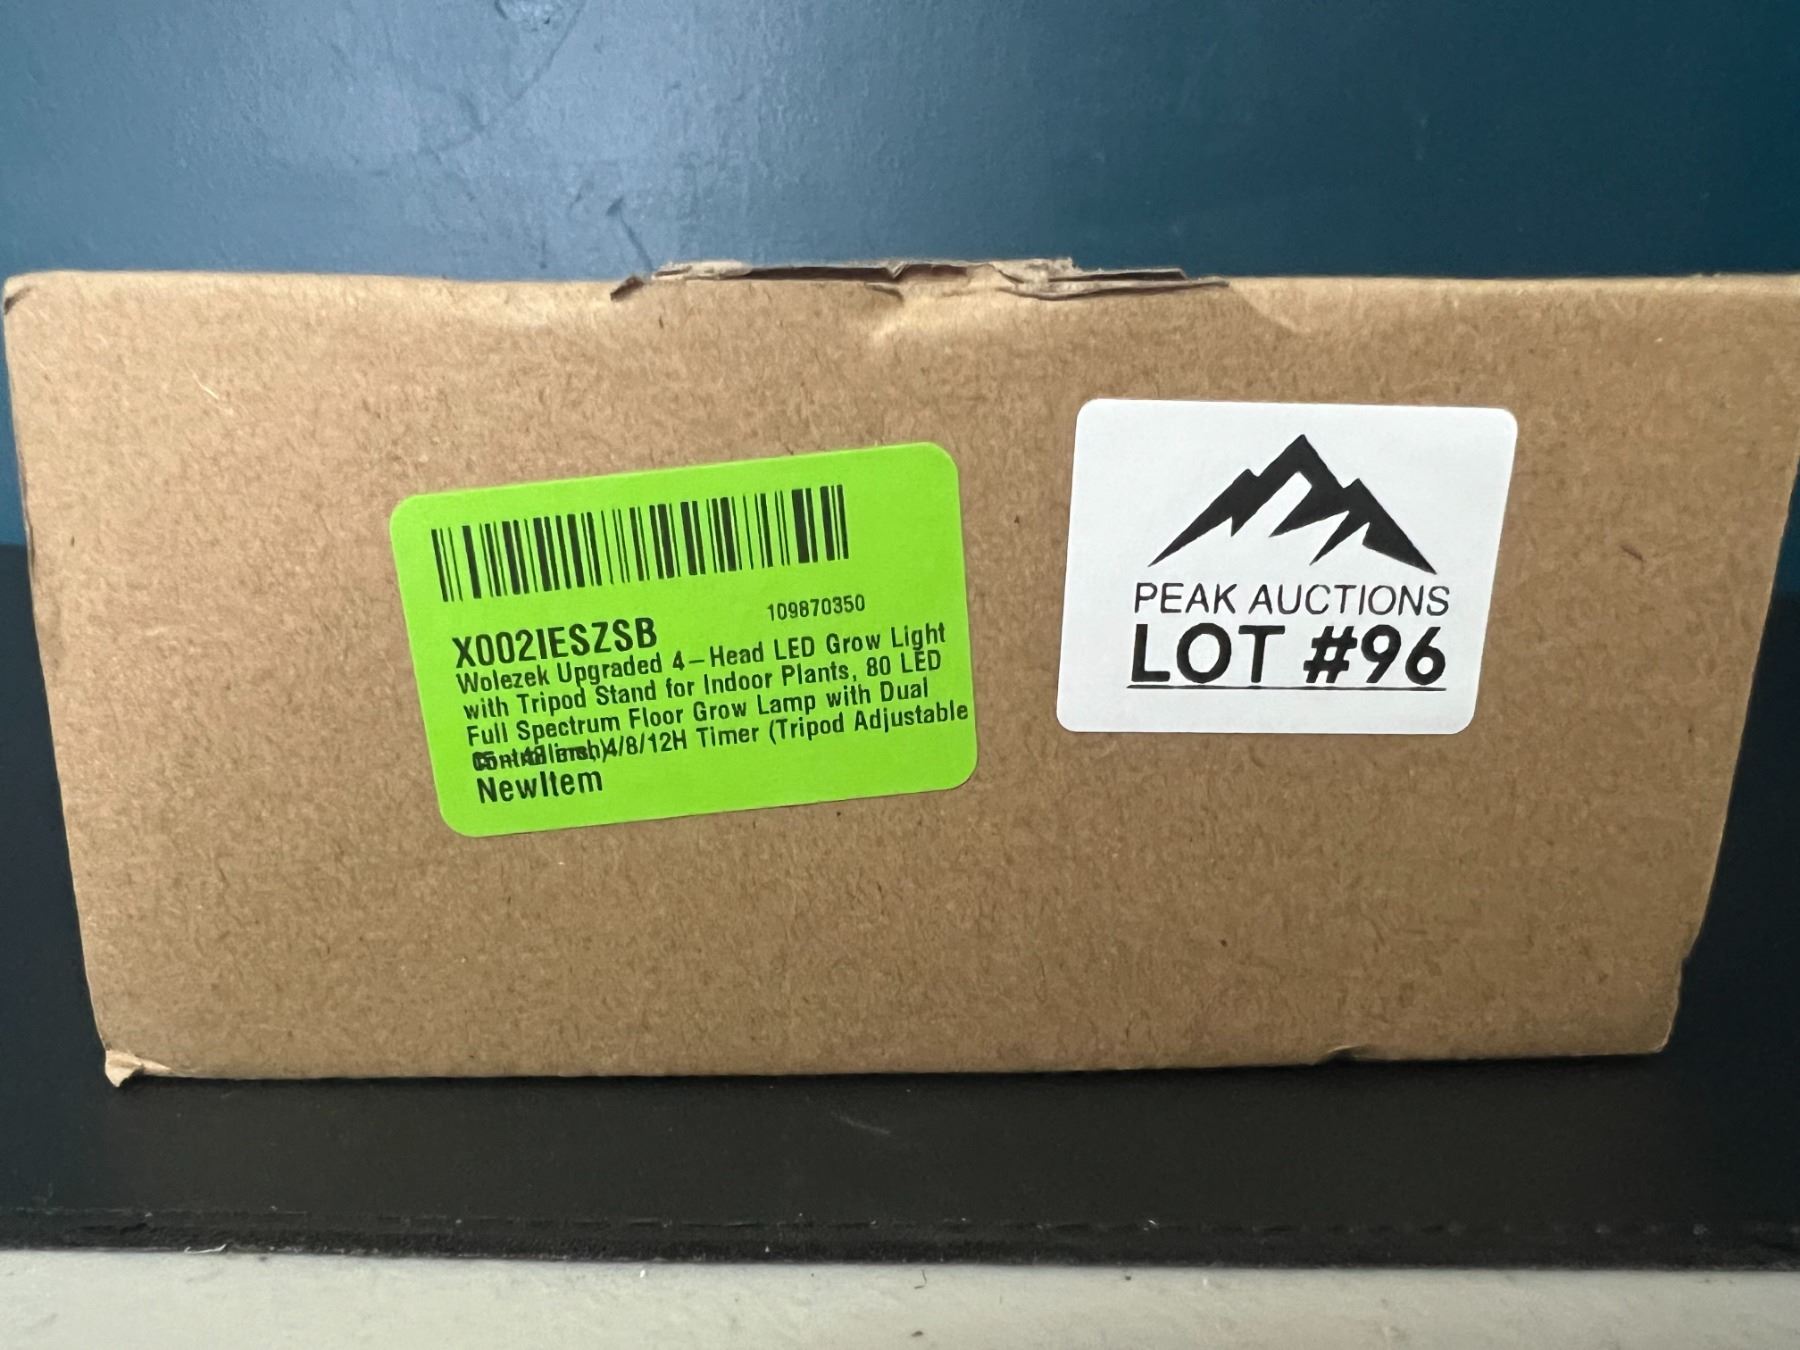 109870350
X002IESZSB
Wolezek Upgraded 4-Head LED Grow Light
with Tripod Stand for Indoor Plants, 80 LED
Full Spectrum Floor Grow Lamp with Dual
4/8/12H Timer (Tripod Adjustable
NewItem
PEAK AUCTIONS
LOT #96